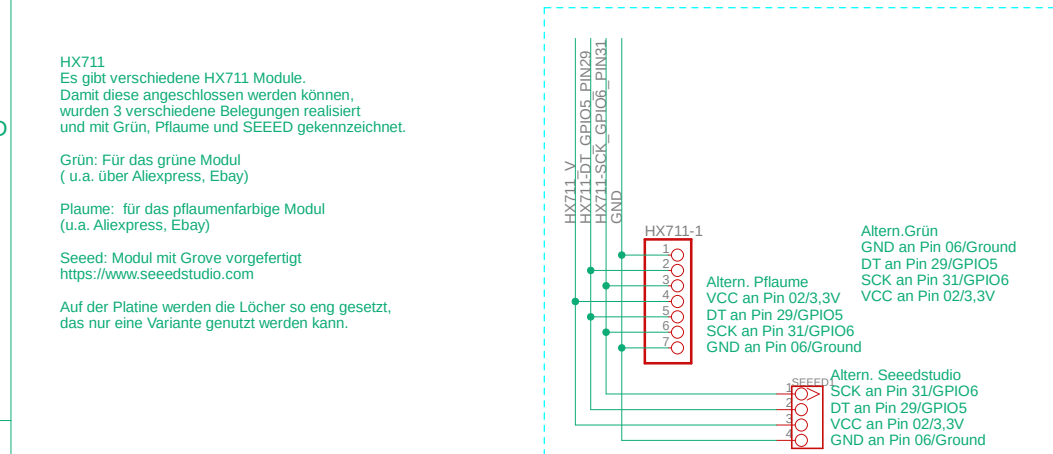 HX711
Es gibt verschiedene HX711 Module.
Damit diese angeschlossen werden können,
wurden 3 verschiedene Belegungen realisiert
und mit Grün, Pflaume und SEEED gekennzeichnet.
Grün: Für das grüne Modul
( u.a. über Aliexpress, Ebay)
Plaume:  für das pflaumenfarbige Modul
(u.a. Aliexpress, Ebay)
Seeed: Modul mit Grove vorgefertigt
https://www.seeedstudio.com
Auf der Platine werden die Löcher so eng gesetzt,
das nur eine Variante genutzt werden kann.
HX711_V
HX711-DT_GPIO5_PIN29
HX711-SCK_GPIO6_PIN31
GND
HX711-1
1
2
3
4
5
6
7
Altern. Pflaume
VCC an Pin 02/3,3V
DT an Pin 29/GPIO5
SCK an Pin 31/GPIO6
GND an Pin 06/Ground
Altern.Grün
GND an Pin 06/Ground
DT an Pin 29/GPIO5
SCK an Pin 31/GPIO6
VCC an Pin 02/3,3V
SEEED1
1
2
3
4
Altern. Seeedstudio
SCK an Pin 31/GPIO6
DT an Pin 29/GPIO5
VCC an Pin 02/3,3V
GND an Pin 06/Ground